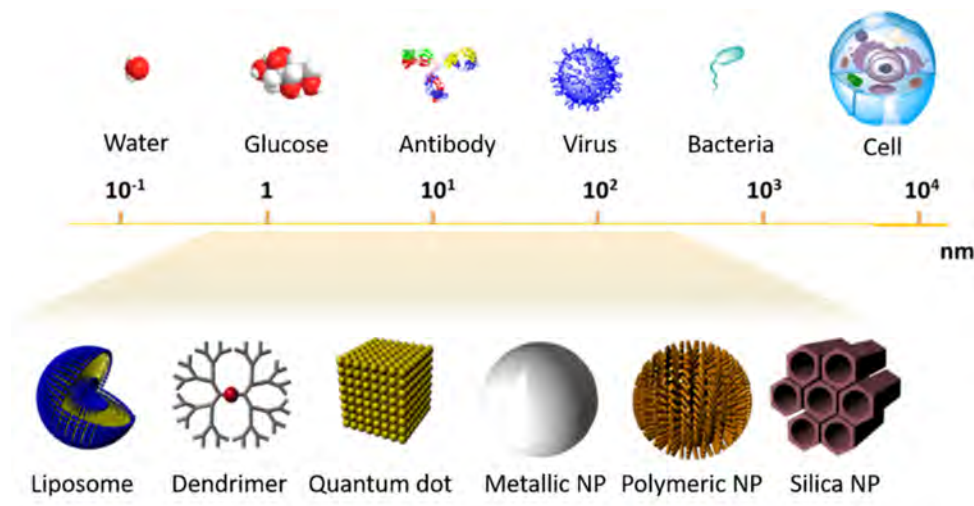 Water Glucose Antibody Virus Bacteria Cell
10⁻¹ 1 10¹ 10² 10³ 10⁴
nm
Liposome Dendrimer Quantum dot Metallic NP Polymeric NP Silica NP